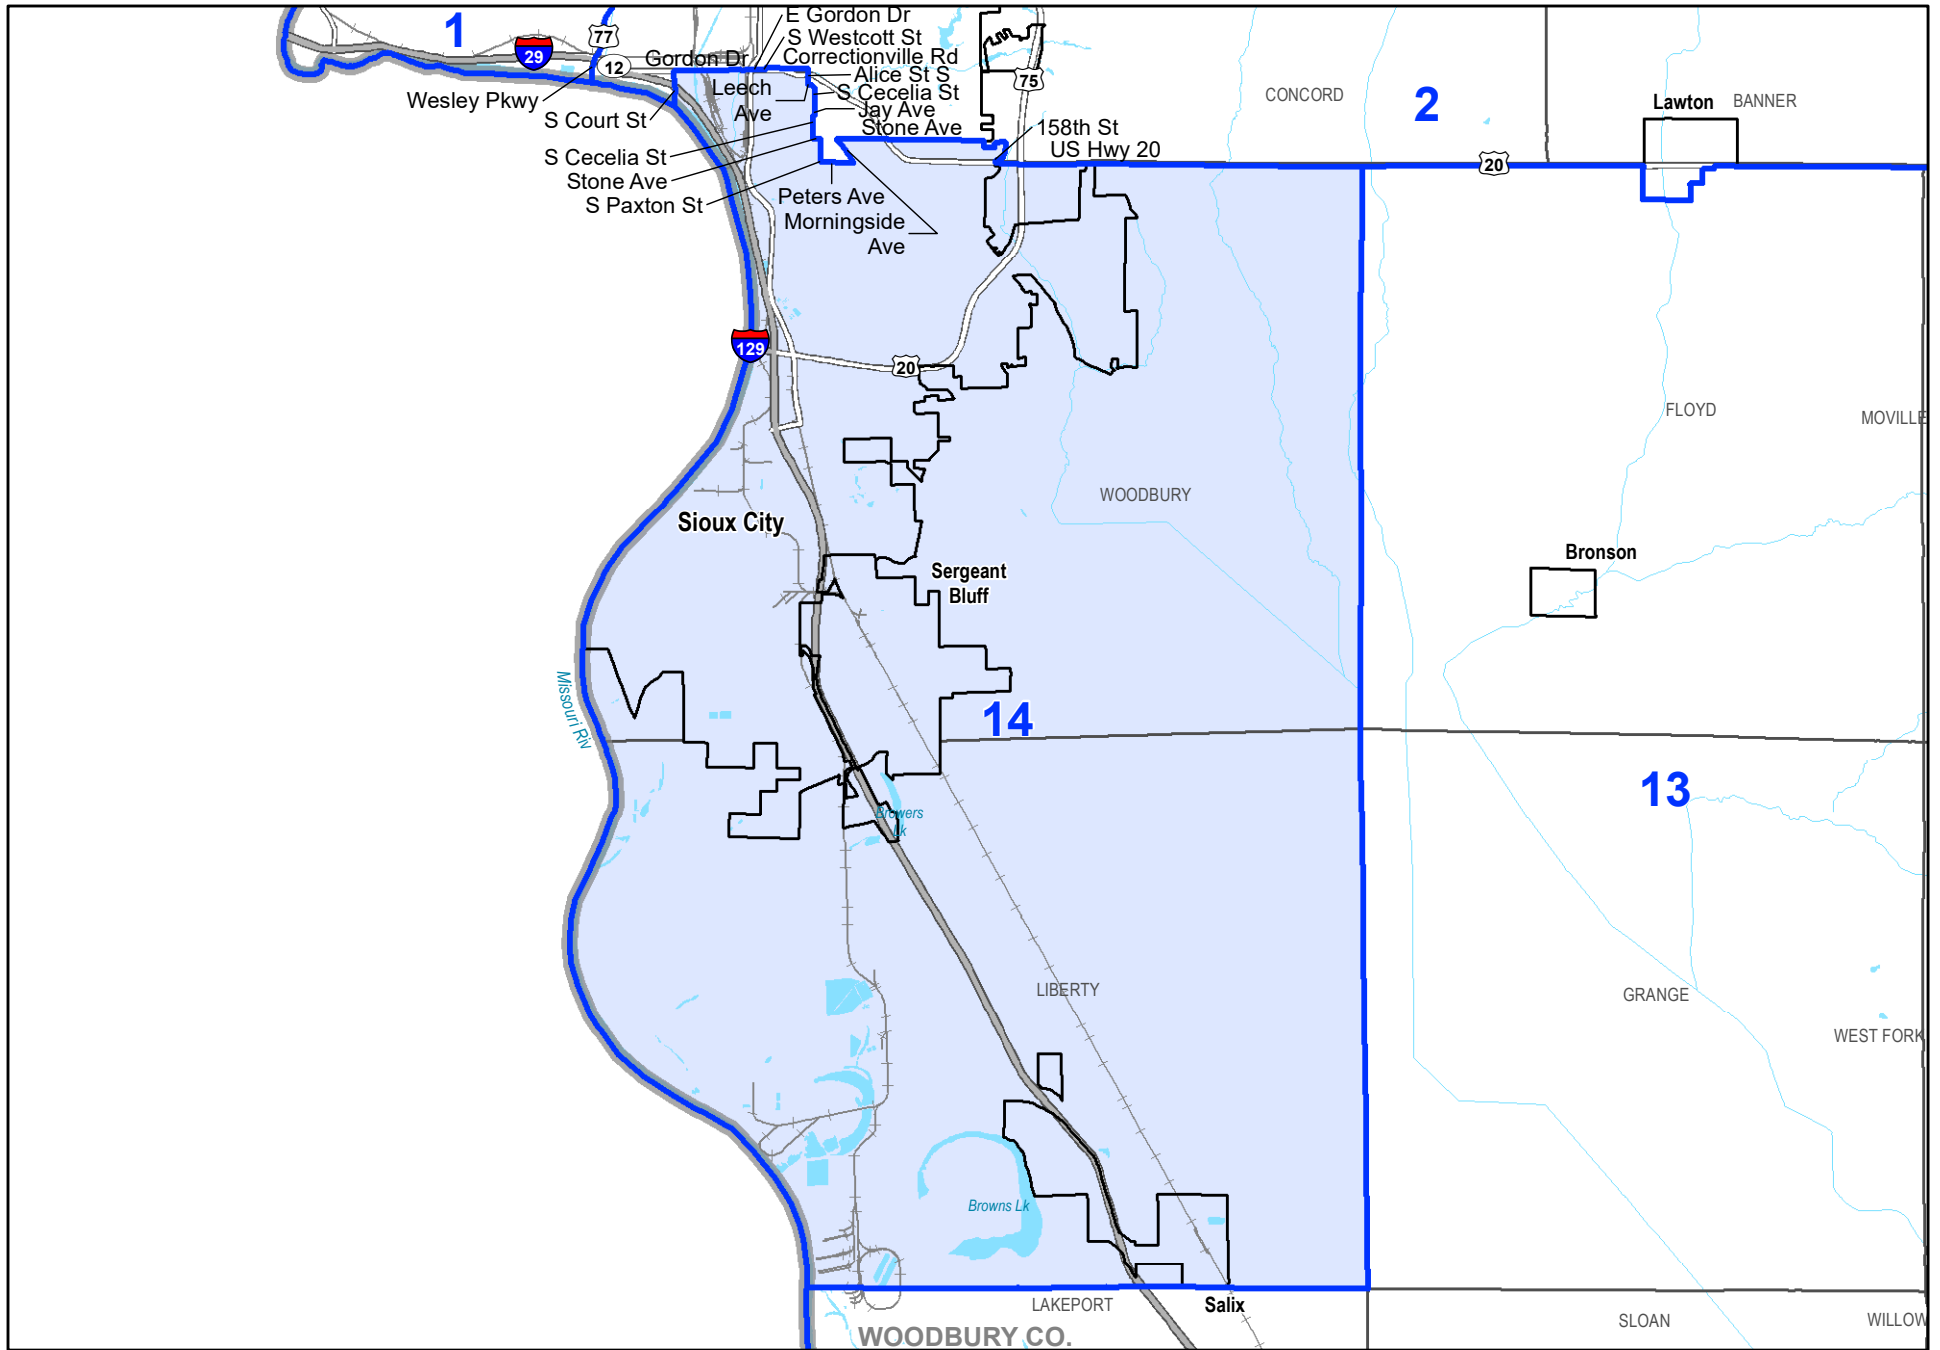 1
29
77
12
Gordon Dr
E Gordon Dr
S Westcott St
Correctionville Rd
Alice St S
S Cecelia St
Jay Ave
Stone Ave
Leech
Ave
Wesley Pkwy
S Court St
S Cecelia St
Stone Ave
S Paxton St
Peters Ave
Morningside
Ave
75
158th St
US Hwy 20
CONCORD
2
Lawton
BANNER
20
129
20
FLOYD
MOVILLE
WOODBURY
Sioux City
Sergeant
Bluff
Bronson
Missouri Riv
14
13
Browers
Lk
LIBERTY
GRANGE
WEST FORK
Browns Lk
LAKEPORT
Salix
SLOAN
WILLOW
WOODBURY CO.